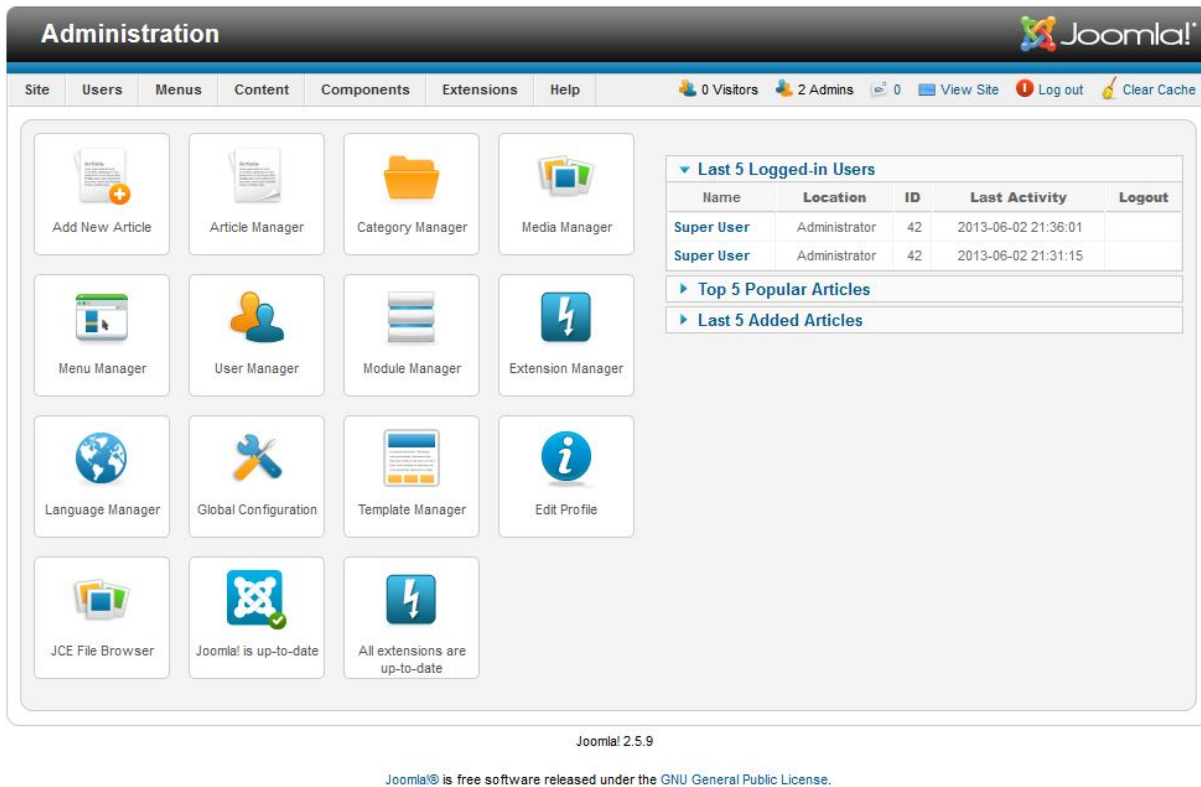 Administration
Joomla!
Site Users Menus Content Components Extensions Help 0 Visitors 2 Admins 0 View Site Log out Clear Cache
Add New Article Article Manager Category Manager Media Manager
Menu Manager User Manager Module Manager Extension Manager
Language Manager Global Configuration Template Manager Edit Profile
JCE File Browser Joomla! is up-to-date All extensions are
up-to-date
Last 5 Logged-in Users
Name Location ID Last Activity Logout
Super User Administrator 42 2013-06-02 21:36:01
Super User Administrator 42 2013-06-02 21:31:15
Top 5 Popular Articles
Last 5 Added Articles
Joomla! 2.5.9
Joomla!® is free software released under the GNU General Public License.